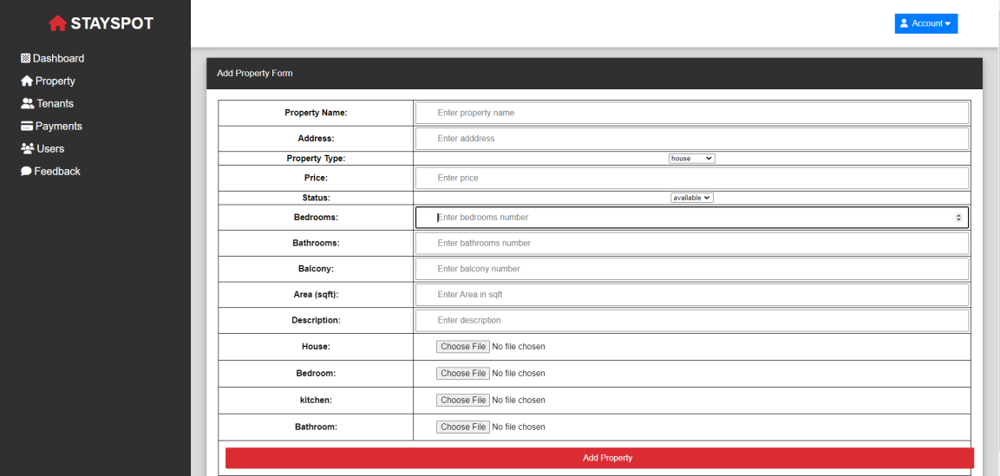 STAYSPOT
Account
Dashboard
Property
Tenants
Payments
Users
Feedback
Add Property Form
Property Name: Enter property name
Address: Enter adddress
Property Type: house
Price: Enter price
Status: available
Bedrooms: Enter bedrooms number
Bathrooms: Enter bathrooms number
Balcony: Enter balcony number
Area (sqft): Enter Area in sqft
Description: Enter description
House: Choose File No file chosen
Bedroom: Choose File No file chosen
kitchen: Choose File No file chosen
Bathroom: Choose File No file chosen
Add Property